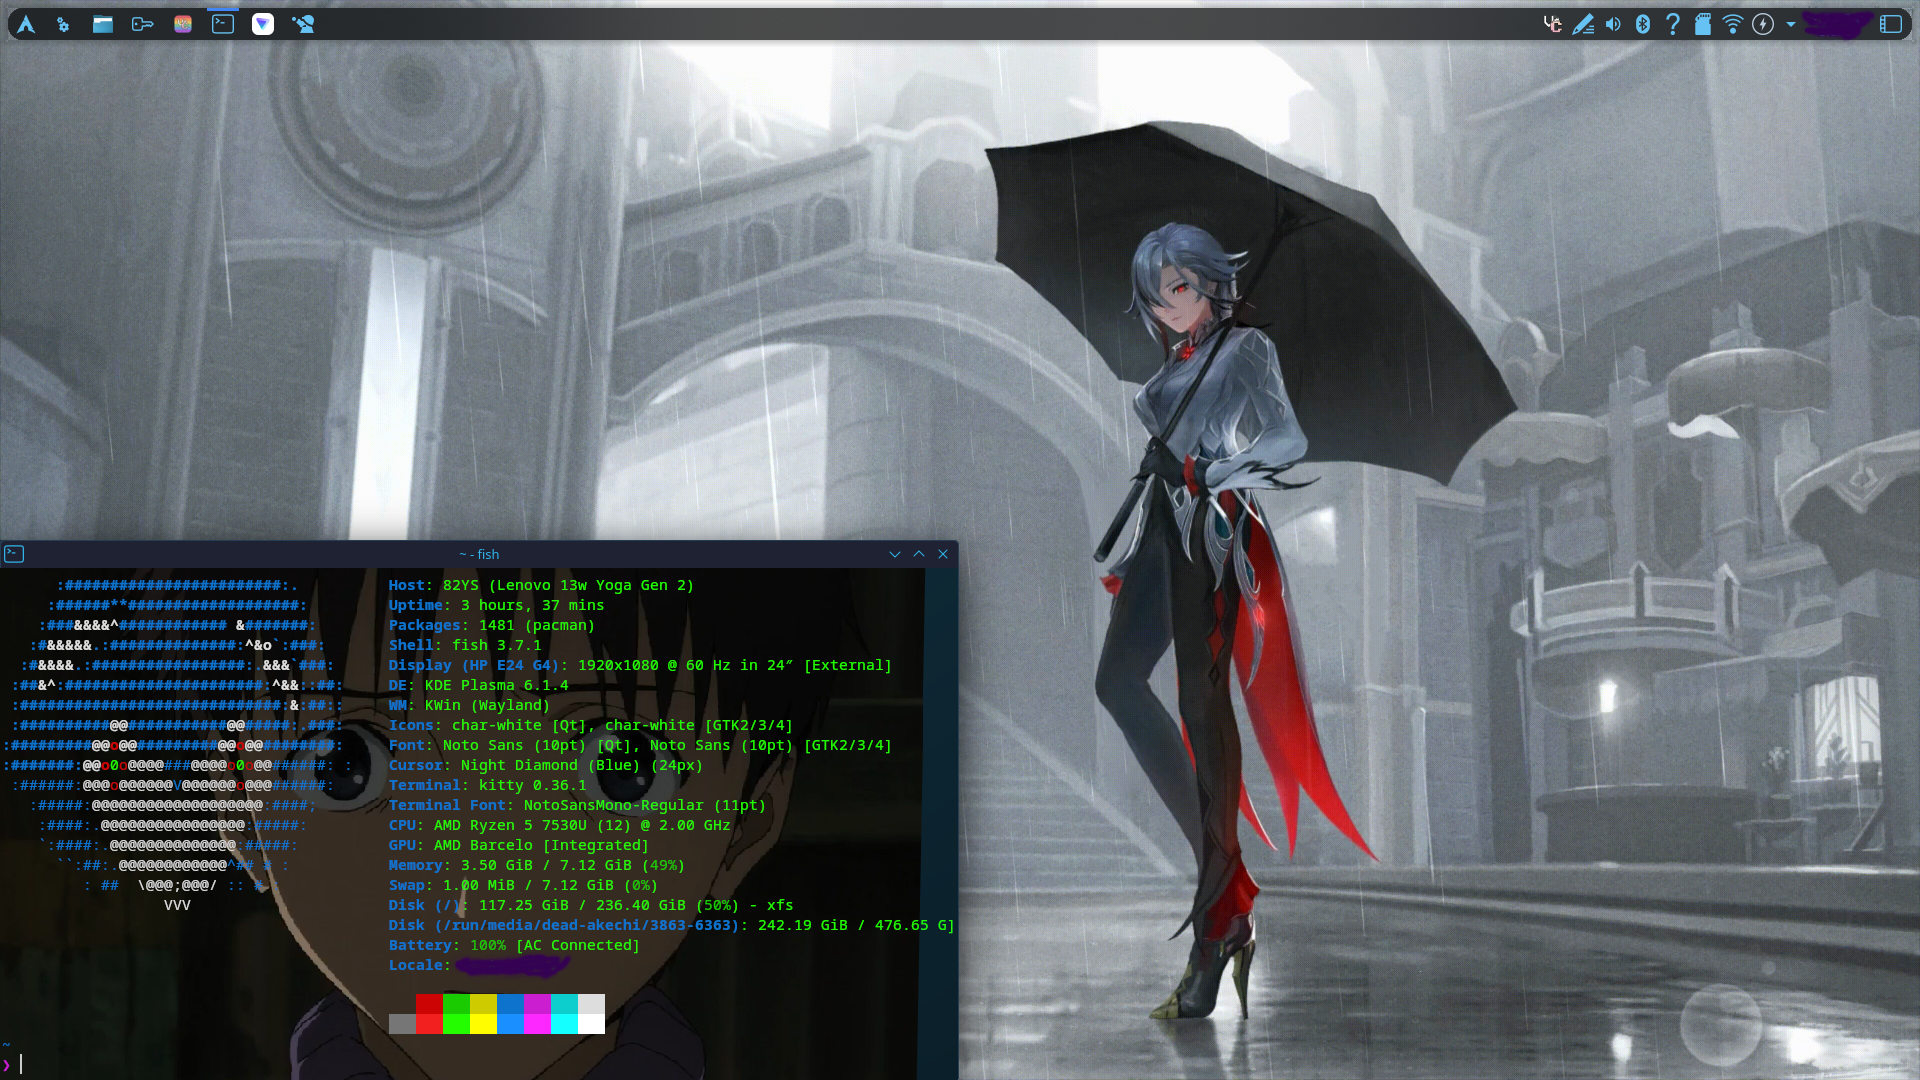 ~ - fish
Host: 82YS (Lenovo 13w Yoga Gen 2)
Uptime: 3 hours, 37 mins
Packages: 1481 (pacman)
Shell: fish 3.7.1
Display (HP E24 G4): 1920x1080 @ 60 Hz in 24″ [External]
DE: KDE Plasma 6.1.4
WM: KWin (Wayland)
Icons: char-white [Qt], char-white [GTK2/3/4]
Font: Noto Sans (10pt) [Qt], Noto Sans (10pt) [GTK2/3/4]
Cursor: Night Diamond (Blue) (24px)
Terminal: kitty 0.36.1
Terminal Font: NotoSansMono-Regular (11pt)
CPU: AMD Ryzen 5 7530U (12) @ 2.00 GHz
GPU: AMD Barcelo [Integrated]
Memory: 3.50 GiB / 7.12 GiB (49%)
Swap: 1.00 MiB / 7.12 GiB (0%)
Disk (/): 117.25 GiB / 236.40 GiB (50%) - xfs
Disk (/run/media/dead-akechi/3863-6363): 242.19 GiB / 476.65 G]
Battery: 100% [AC Connected]
Locale:
~
❯